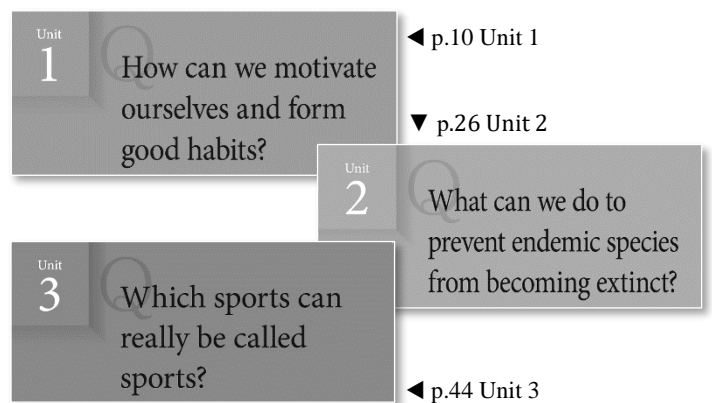 Unit
1
Q
How can we motivate
ourselves and form
good habits?
◀ p.10 Unit 1
▼ p.26 Unit 2
Unit
2
Q
What can we do to
prevent endemic species
from becoming extinct?
Unit
3
Q
Which sports can
really be called
sports?
◀ p.44 Unit 3